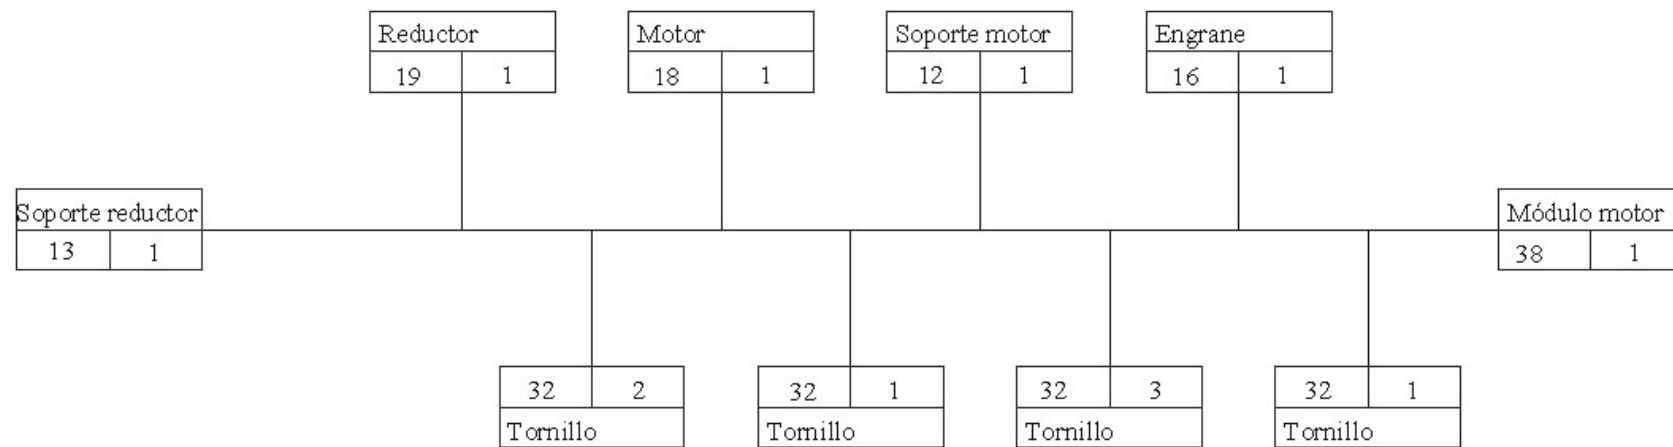 Reductor
19 1
Motor
18 1
Soporte motor
12 1
Engrane
16 1
Soporte reductor
13 1
Módulo motor
38 1
32 2
Tornillo
32 1
Tornillo
32 3
Tornillo
32 1
Tornillo